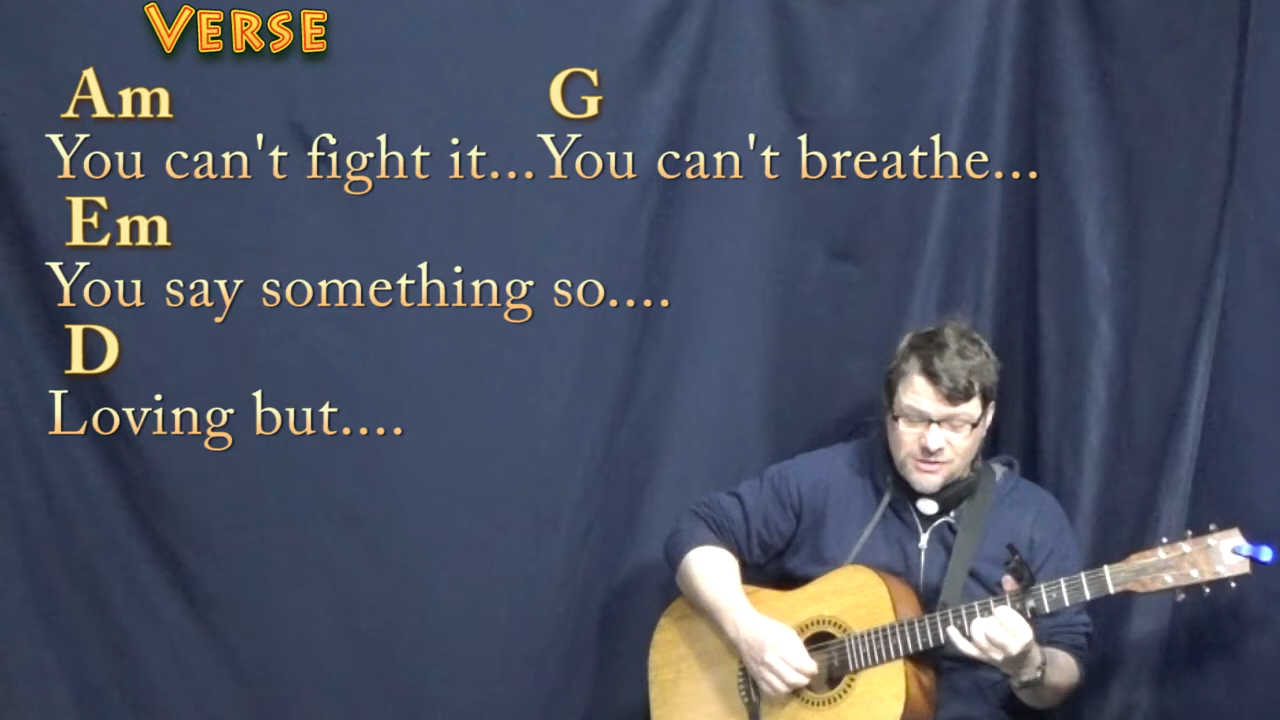 VERSE
Am G
You can't fight it...You can't breathe...
Em
You say something so....
D
Loving but....